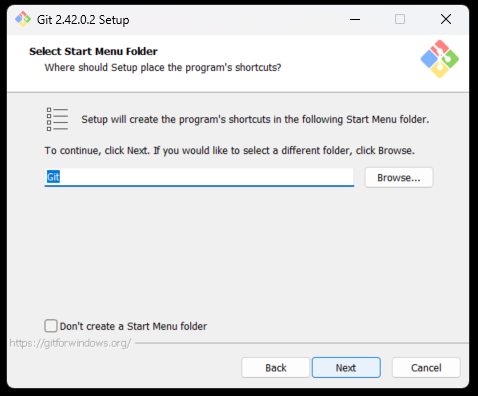 Git 2.42.0.2 Setup
Select Start Menu Folder
Where should Setup place the program's shortcuts?
Setup will create the program's shortcuts in the following Start Menu folder.
To continue, click Next. If you would like to select a different folder, click Browse.
Git
Browse...
Don't create a Start Menu folder
https://gitforwindows.org/
Back
Next
Cancel